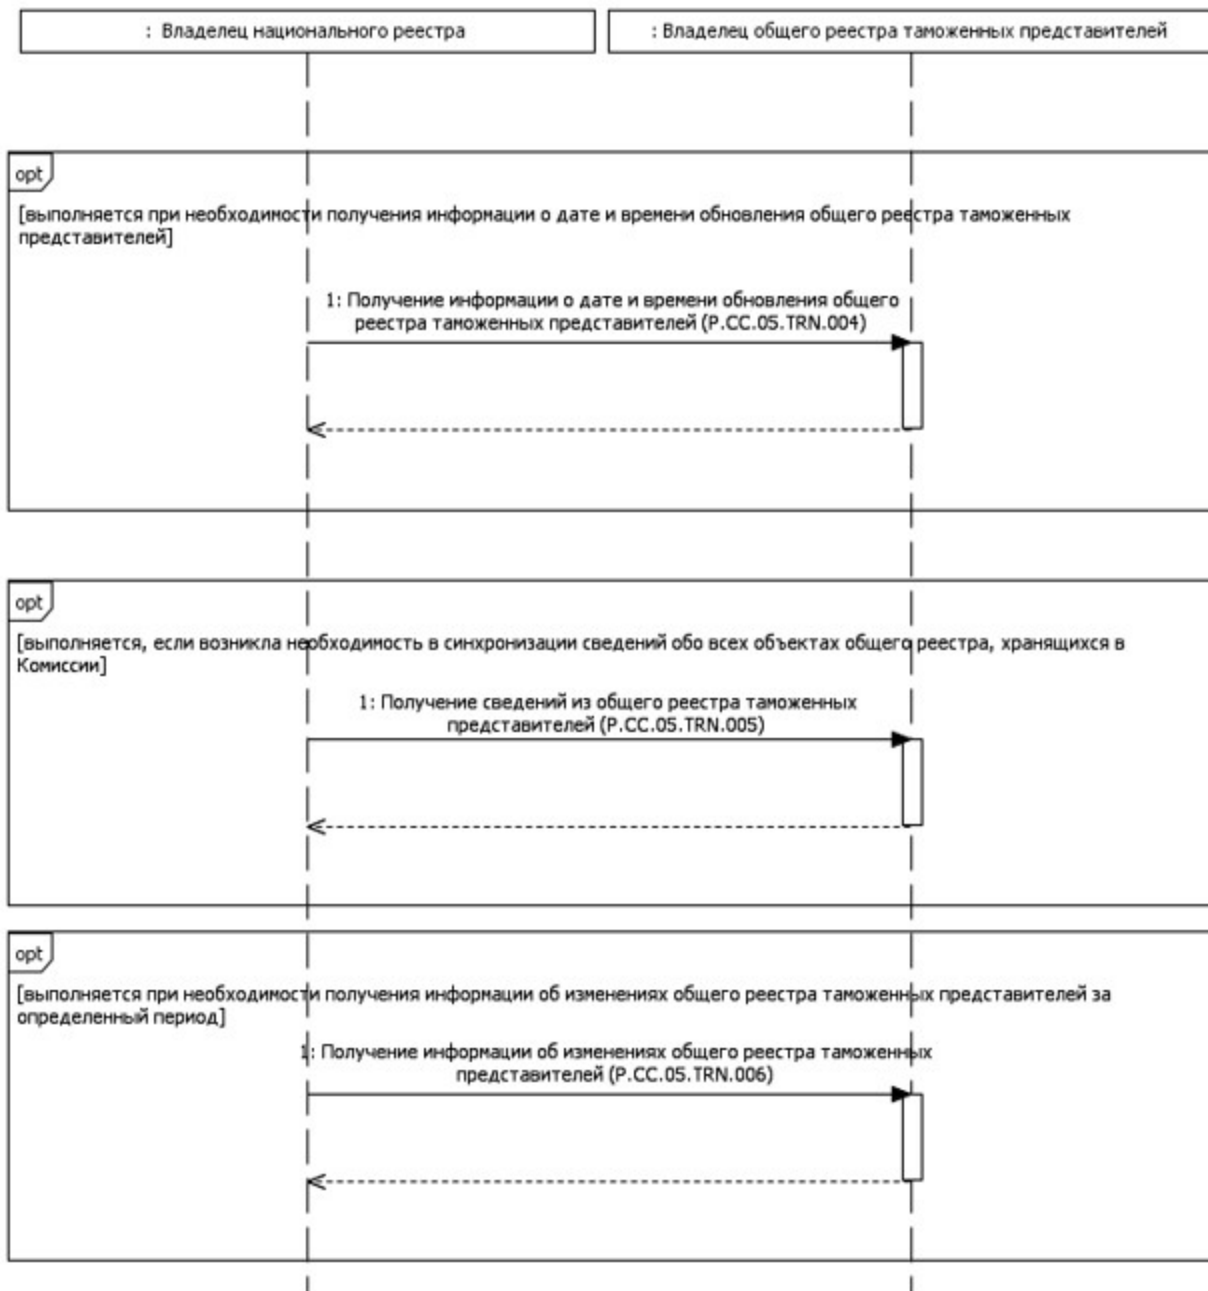 : Владелец национального реестра
: Владелец общего реестра таможенных представителей
opt
[выполняется при необходимости получения информации о дате и времени обновления общего реестра таможенных
представителей]
1: Получение информации о дате и времени обновления общего
реестра таможенных представителей (P.CC.05.TRN.004)
opt
[выполняется, если возникла необходимость в синхронизации сведений обо всех объектах общего реестра, хранящихся в
Комиссии]
1: Получение сведений из общего реестра таможенных
представителей (P.CC.05.TRN.005)
opt
[выполняется при необходимости получения информации об изменениях общего реестра таможенных представителей за
определенный период]
1: Получение информации об изменениях общего реестра таможенных
представителей (P.CC.05.TRN.006)